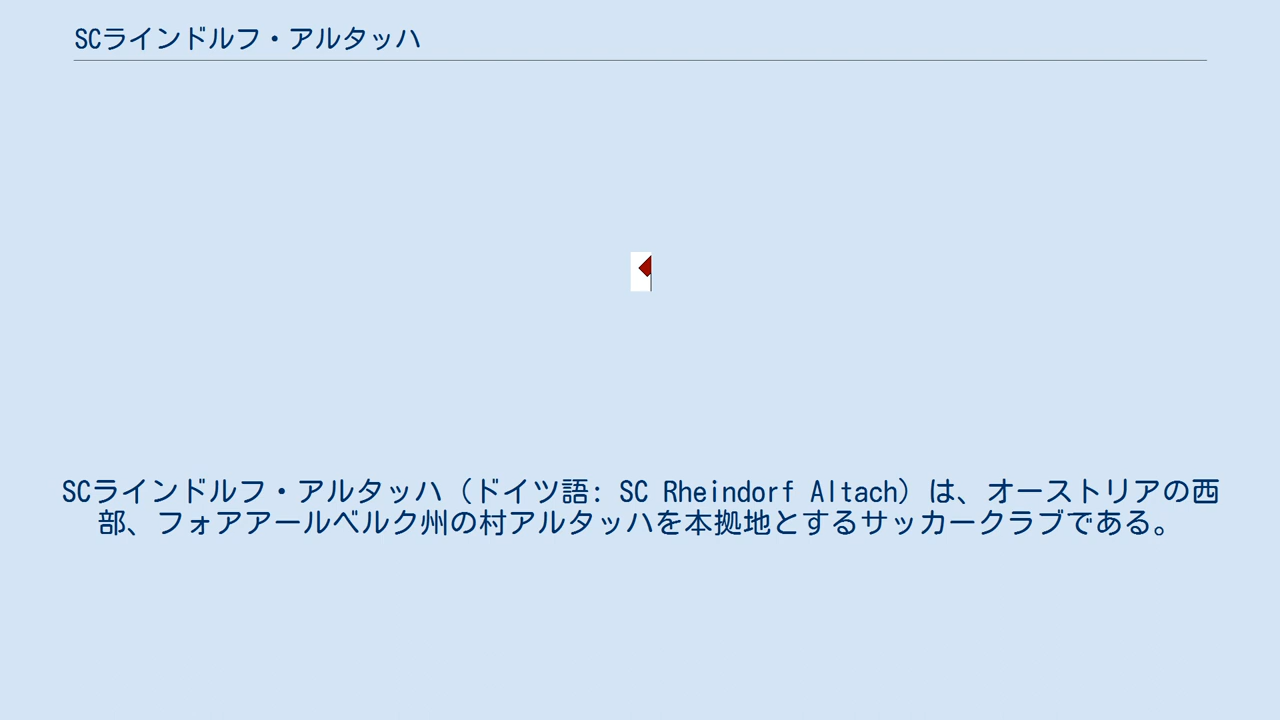 SCラインドルフ・アルタッハ
SCラインドルフ・アルタッハ（ドイツ語: SC Rheindorf Altach）は、オーストリアの西
部、フォアアールベルク州の村アルタッハを本拠地とするサッカークラブである。